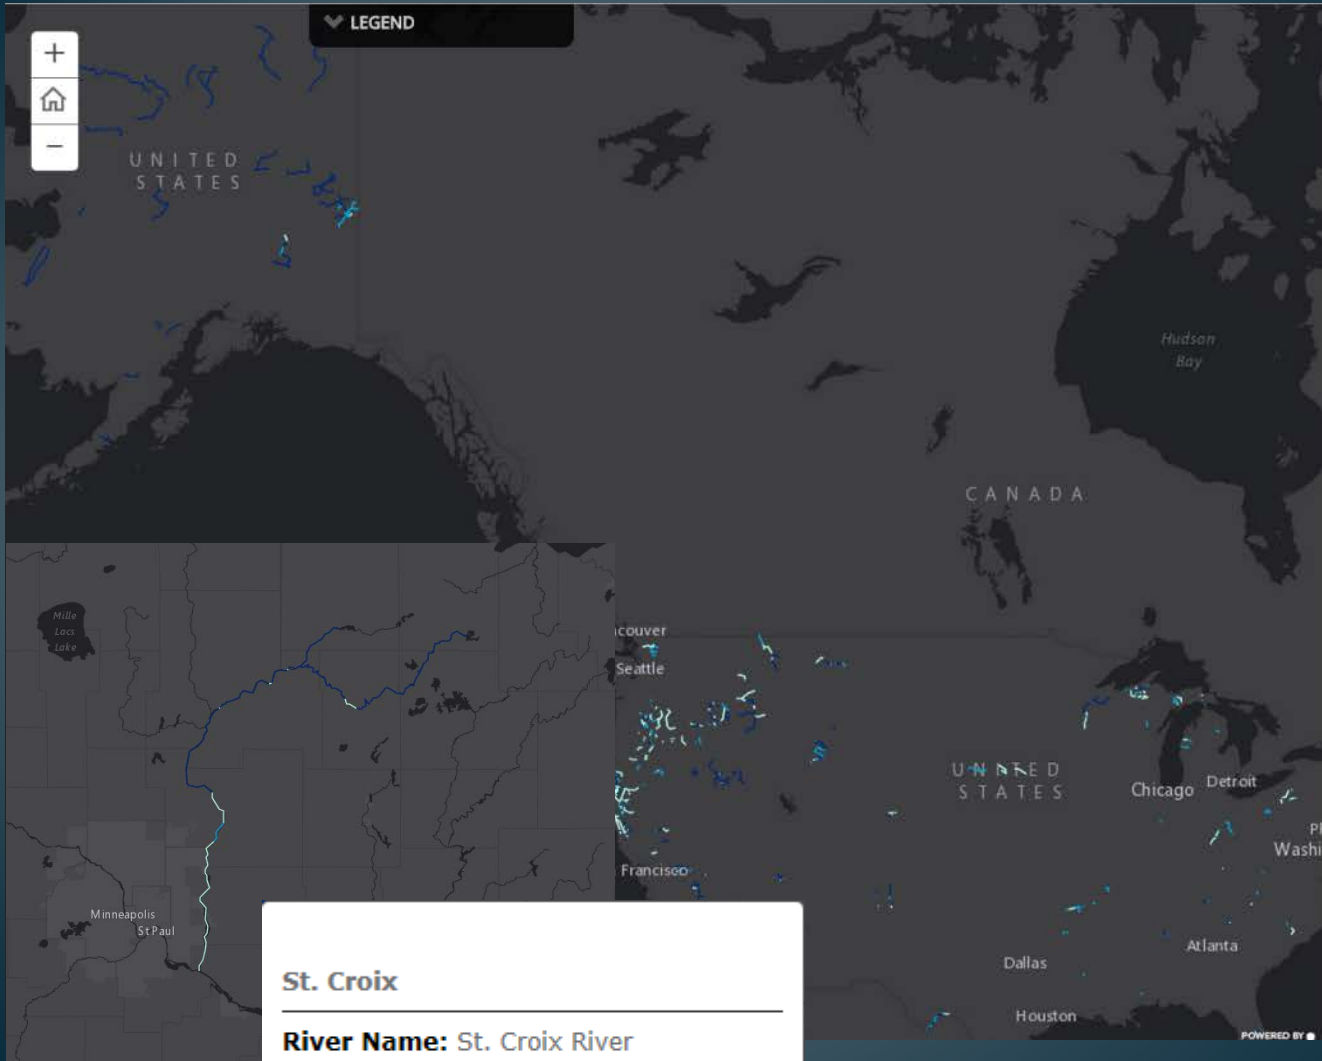 LEGEND
UNITED
STATES
Hudson
Bay
CANADA
Mille
Lacs
Lake
couver
Seattle
UNITED
STATES
Chicago
Detroit
Washi
Francisco
Minneapolis
St Paul
Atlanta
Dallas
Houston
POWERED BY
St. Croix
River Name: St. Croix River